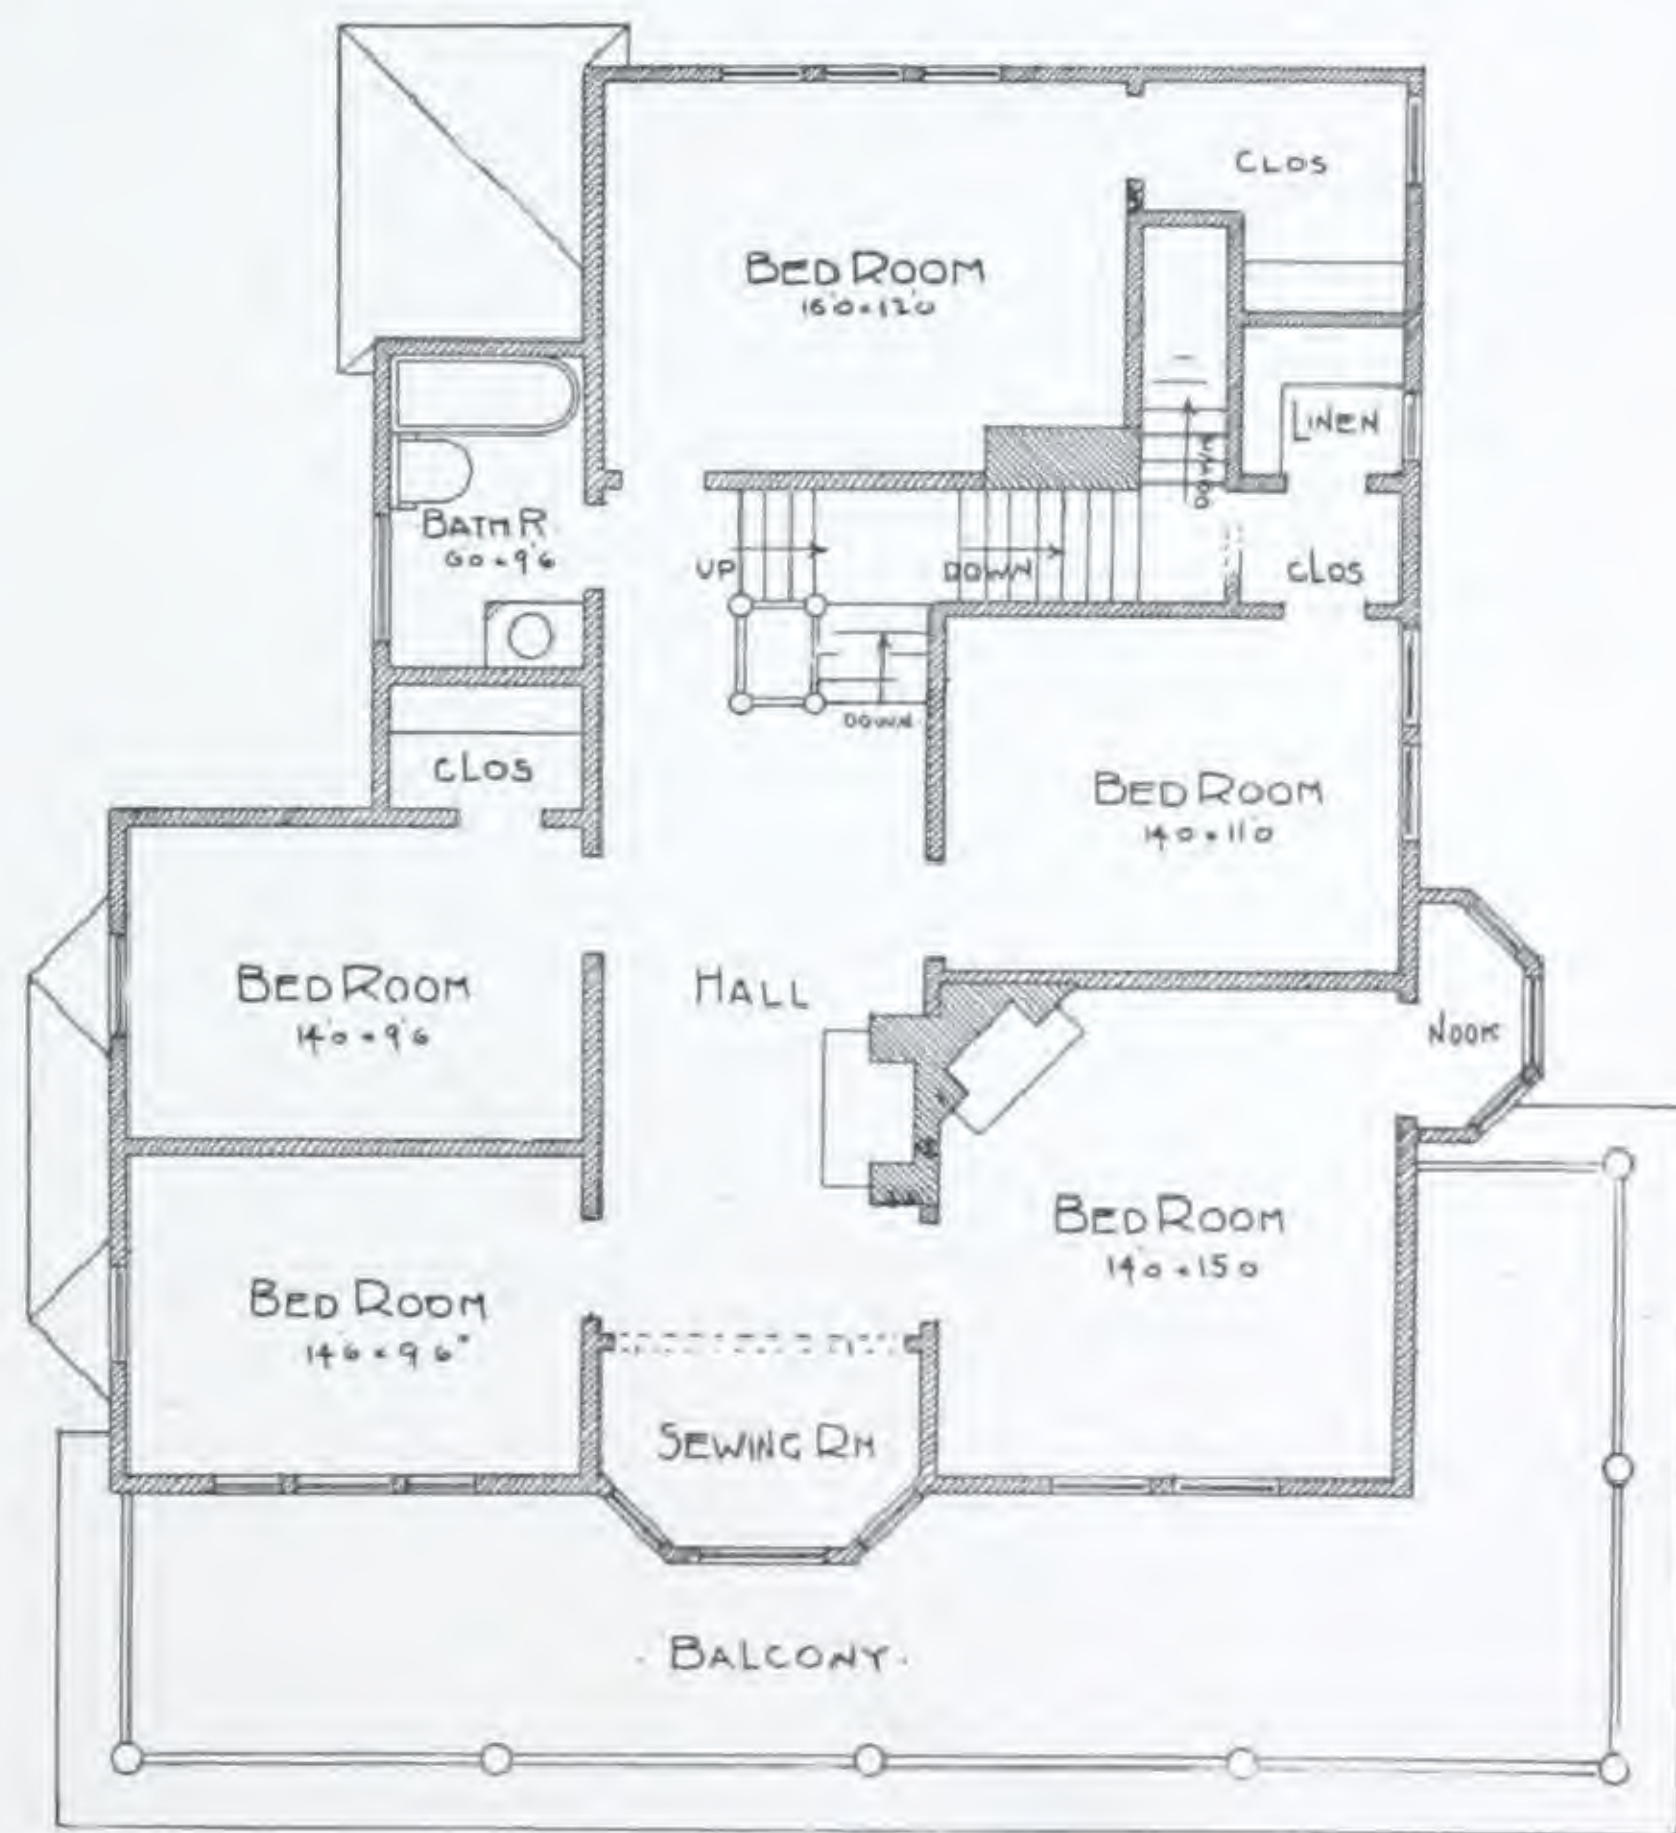 CLOS
BED ROOM
16'0 × 12'0
LINEN
DOWN
BATH R.
6 0 × 9'6
UP
DOWN
CLOS
DOWN
CLOS
BED ROOM
14 0 × 11 0
BED ROOM
14'0 × 9'6
HALL
NOOK
BED ROOM
14'0 × 15 0
BED ROOM
14 6 × 9 6"
SEWING RM
. BALCONY .